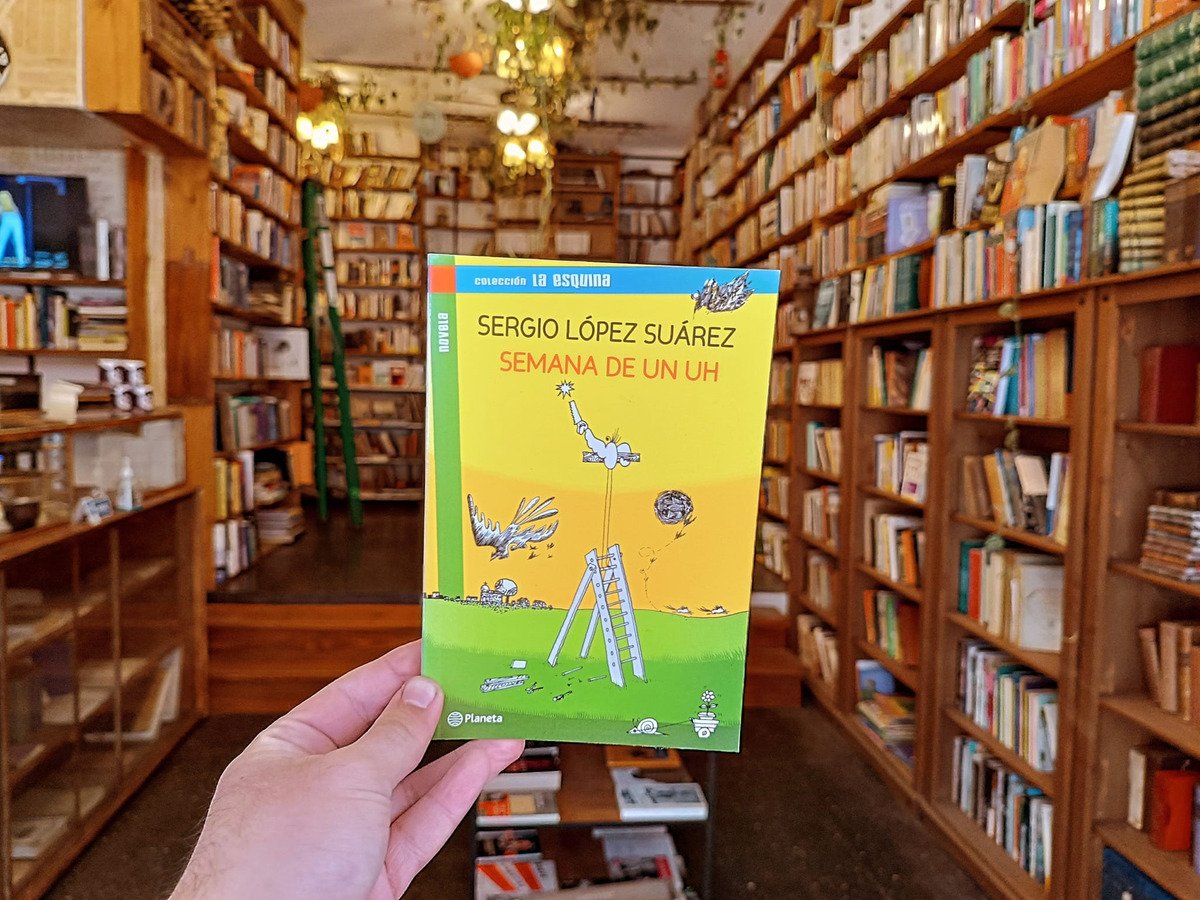 colección La esquina
novela
SERGIO LÓPEZ SUÁREZ
SEMANA DE UN UH
Planeta